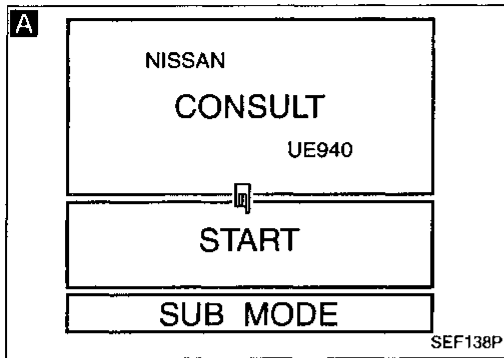 A
NISSAN
CONSULT
UE940
START
SUB MODE
SEF138P